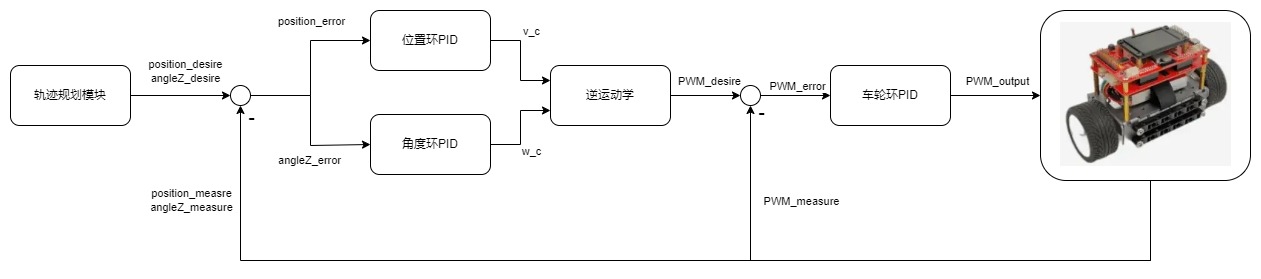 轨迹规划模块
position_desire
angleZ_desire
-
position_error
angleZ_error
位置环PID
角度环PID
v_c
w_c
逆运动学
PWM_desire
-
PWM_error
车轮环PID
PWM_output
position_measre
angleZ_measure
PWM_measure